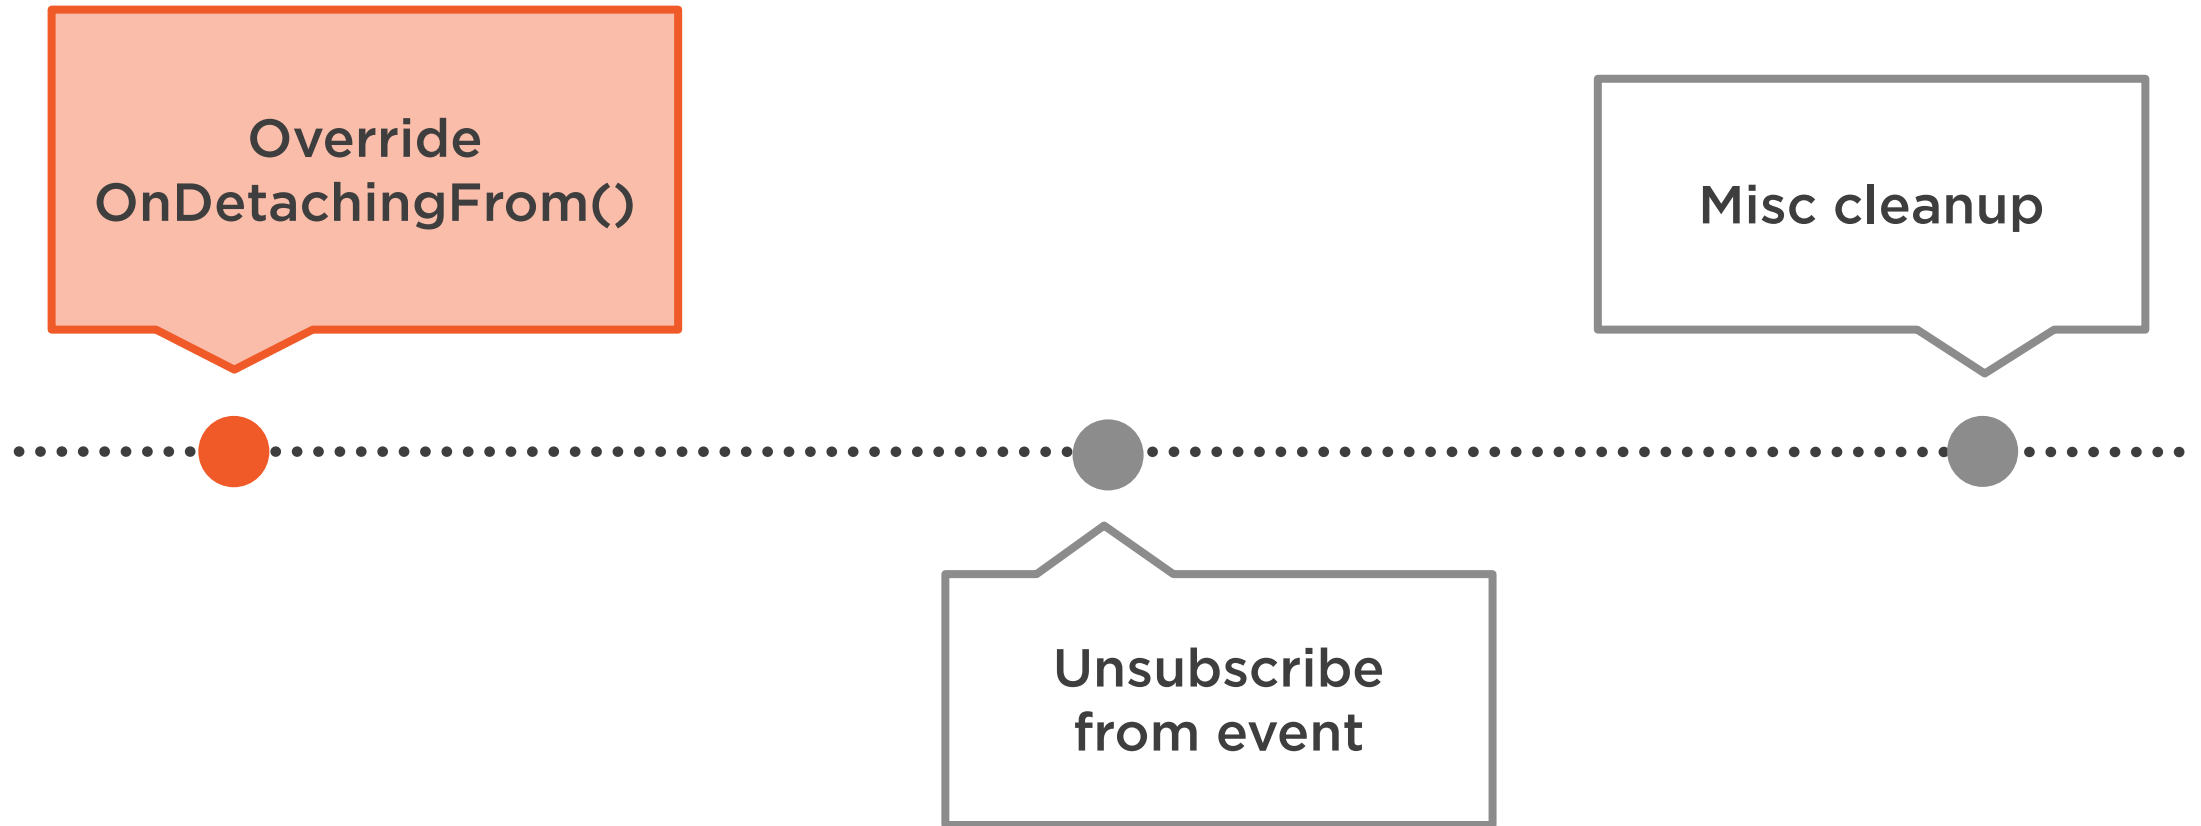 Override
OnDetachingFrom()
Unsubscribe
from event
Misc cleanup